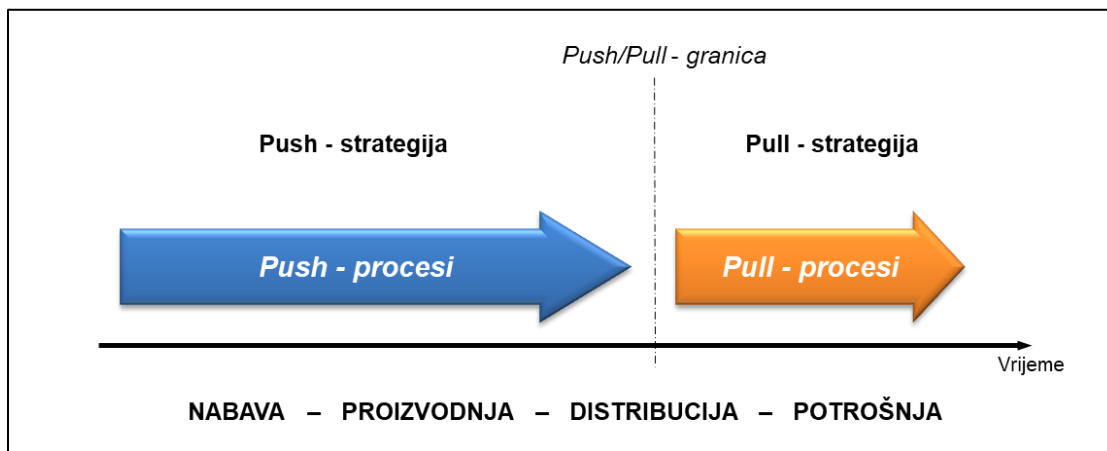 Push/Pull - granica
Push - strategija
Pull - strategija
Push - procesi
Pull - procesi
Vrijeme
NABAVA – PROIZVODNJA – DISTRIBUCIJA – POTROŠNJA